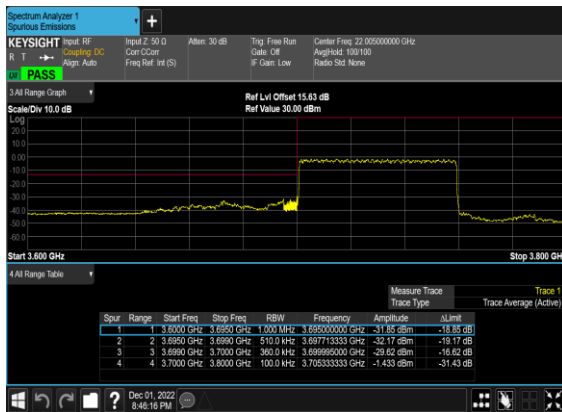 Spectrum Analyzer 1
Spurious Emissions
KEYSIGHT Input: RF Input Z: 50 Ω Atten: 30 dB Trig: Free Run Center Freq: 22.005000000 GHz
R T Coupling: DC Corr CCorr Gate: Off Avg|Hold: 100/100
Align: Auto Freq Ref: Int (S) IF Gain: Low Radio Std: None
PASS
3 All Range Graph
Ref Lvl Offset 15.63 dB
Scale/Div 10.0 dB Ref Value 30.00 dBm
Log
20.0
10.0
0.00
-10.0
-20.0
-30.0
-40.0
-50.0
-60.0
Start 3.600 GHz Stop 3.800 GH
4 All Range Table
Measure Trace Trace 1
Trace Type Trace Average (Active)
Spur Range Start Freq Stop Freq RBW Frequency Amplitude ΔLimit
1 1 3.6000 GHz 3.6950 GHz 1.000 MHz 3.695000000 GHz -31.85 dBm -18.85 dB
2 2 3.6950 GHz 3.6990 GHz 510.0 kHz 3.697713333 GHz -32.17 dBm -19.17 dB
3 3 3.6990 GHz 3.7000 GHz 360.0 kHz 3.699995000 GHz -29.62 dBm -16.62 dB
4 4 3.7000 GHz 3.8000 GHz 100.0 kHz 3.705333333 GHz -1.433 dBm -31.43 dB
Dec 01, 2022
8:46:16 PM